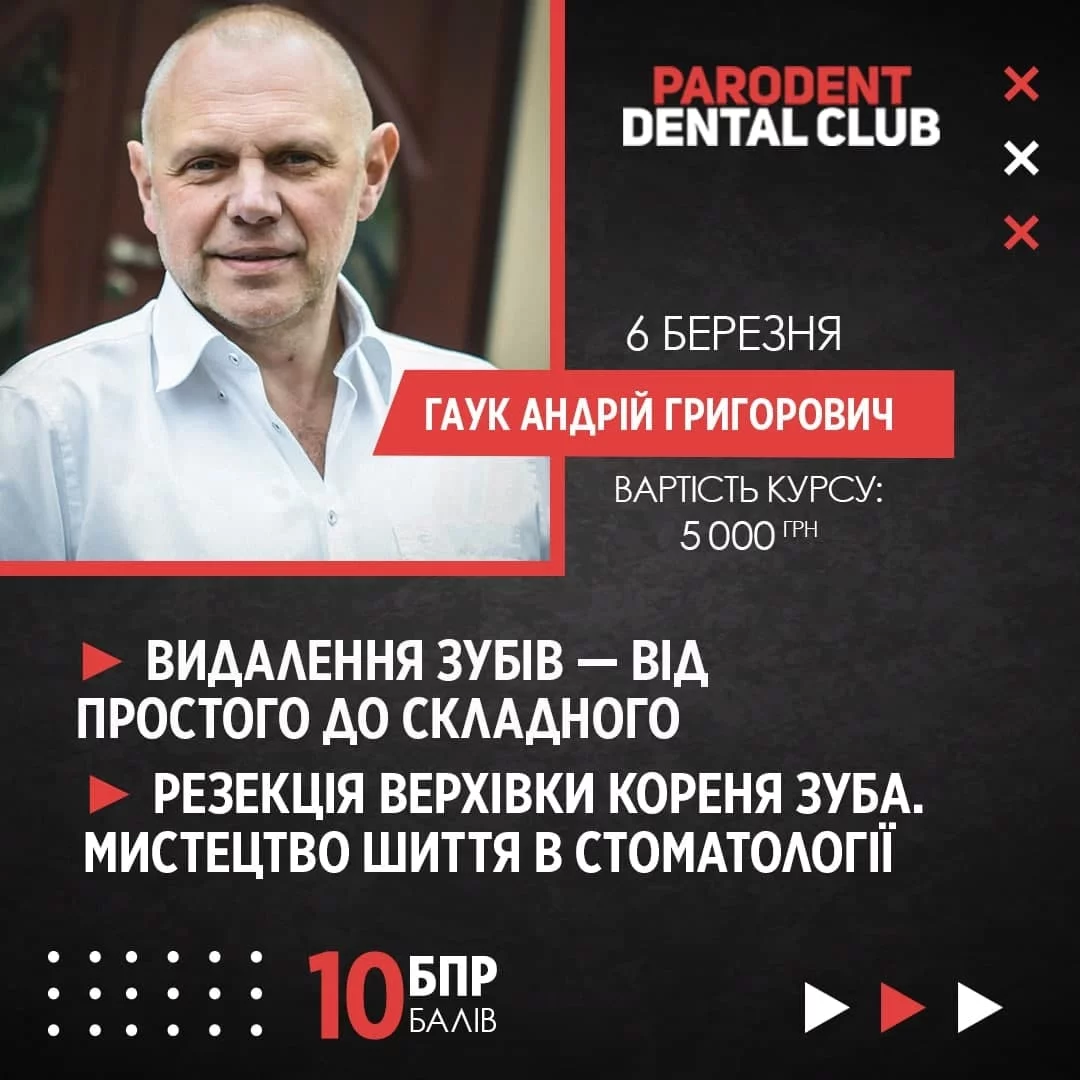 PARODENT
DENTAL CLUB
6 БЕРЕЗНЯ
ГАУК АНДРІЙ ГРИГОРОВИЧ
ВАРТІСТЬ КУРСУ:
5 000 ГРН
ВИДАЛЕННЯ ЗУБІВ — ВІД
ПРОСТОГО ДО СКЛАДНОГО
РЕЗЕКЦІЯ ВЕРХІВКИ КОРЕНЯ ЗУБА.
МИСТЕЦТВО ШИТТЯ В СТОМАТОЛОГІЇ
10 БПР
БАЛІВ